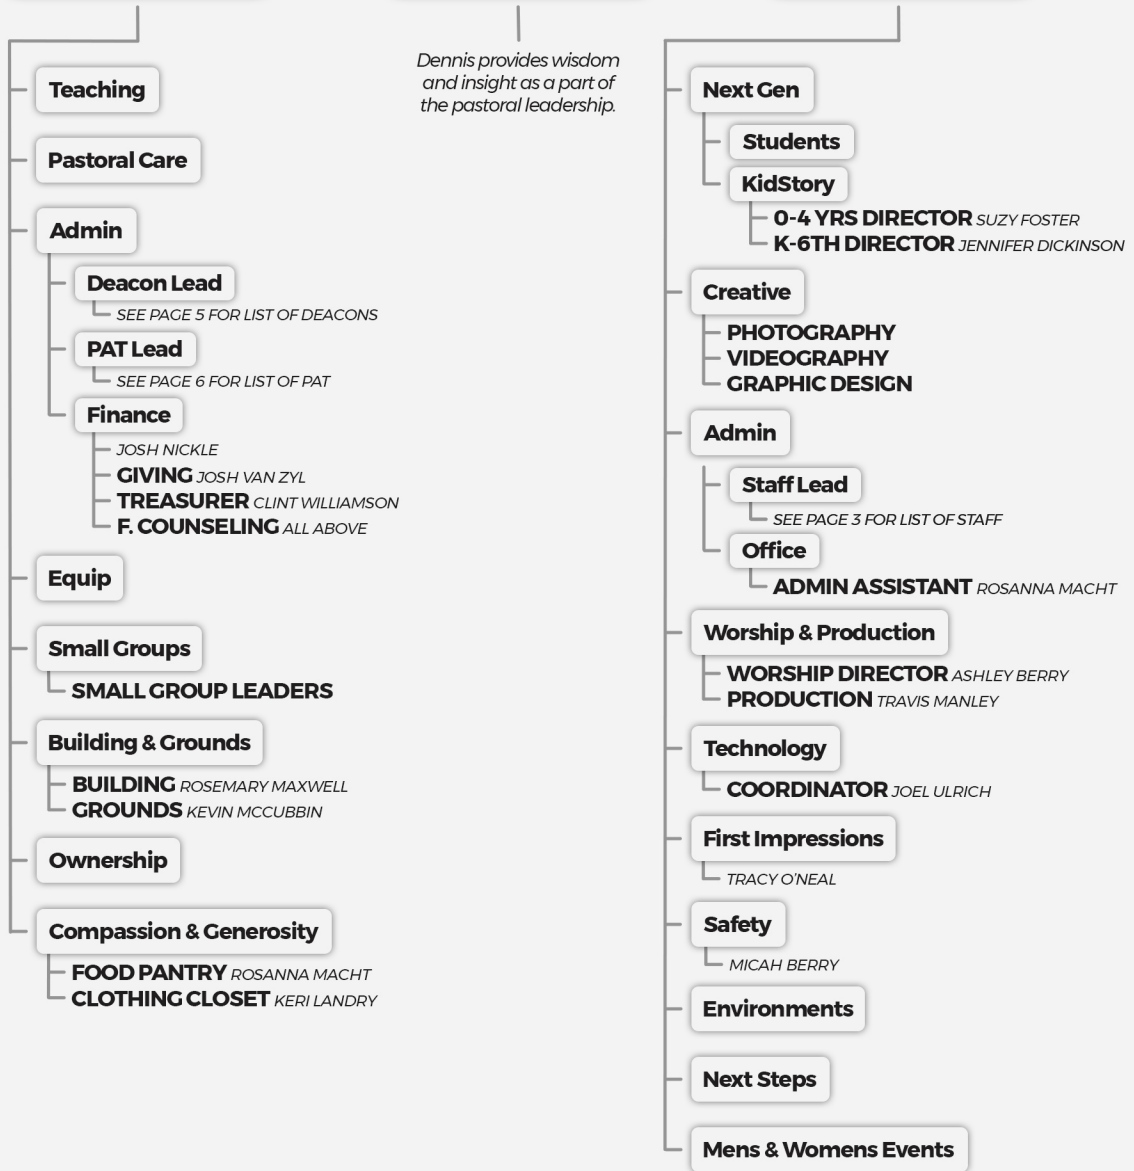 Teaching
Pastoral Care
Admin
Deacon Lead
SEE PAGE 5 FOR LIST OF DEACONS
PAT Lead
SEE PAGE 6 FOR LIST OF PAT
Finance
JOSH NICKLE
GIVING JOSH VAN ZYL
TREASURER CLINT WILLIAMSON
F. COUNSELING ALL ABOVE
Equip
Small Groups
SMALL GROUP LEADERS
Building & Grounds
BUILDING ROSEMARY MAXWELL
GROUNDS KEVIN MCCUBBIN
Ownership
Compassion & Generosity
FOOD PANTRY ROSANNA MACHT
CLOTHING CLOSET KERI LANDRY
Dennis provides wisdom
and insight as a part of
the pastoral leadership.
Next Gen
Students
KidStory
0-4 YRS DIRECTOR SUZY FOSTER
K-6TH DIRECTOR JENNIFER DICKINSON
Creative
PHOTOGRAPHY
VIDEOGRAPHY
GRAPHIC DESIGN
Admin
Staff Lead
SEE PAGE 3 FOR LIST OF STAFF
Office
ADMIN ASSISTANT ROSANNA MACHT
Worship & Production
WORSHIP DIRECTOR ASHLEY BERRY
PRODUCTION TRAVIS MANLEY
Technology
COORDINATOR JOEL ULRICH
First Impressions
TRACY O'NEAL
Safety
MICAH BERRY
Environments
Next Steps
Mens & Womens Events